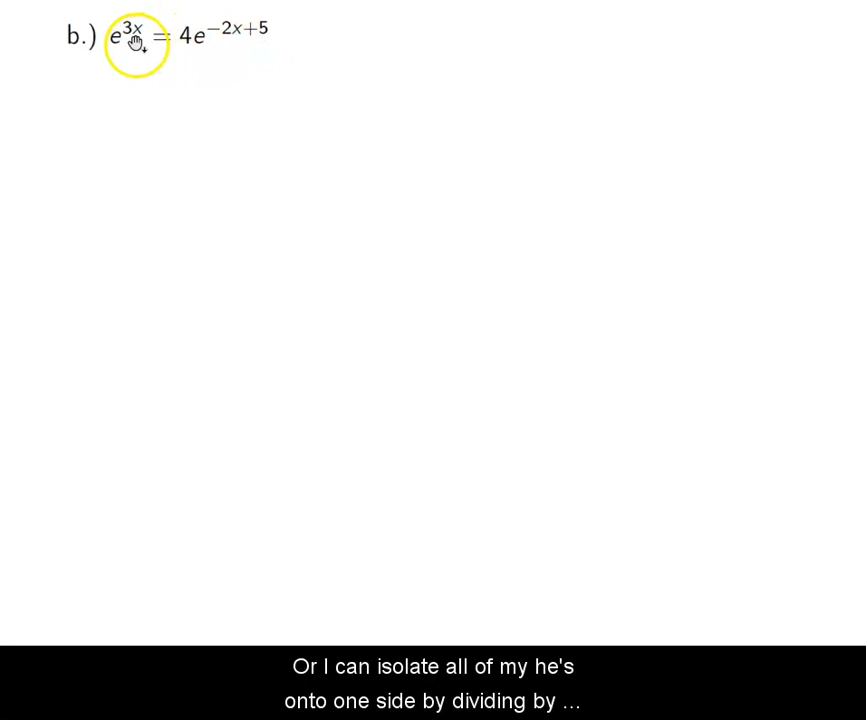 b.) e^{3x} = 4e^{−2x+5}
Or I can isolate all of my he's
onto one side by dividing by ...